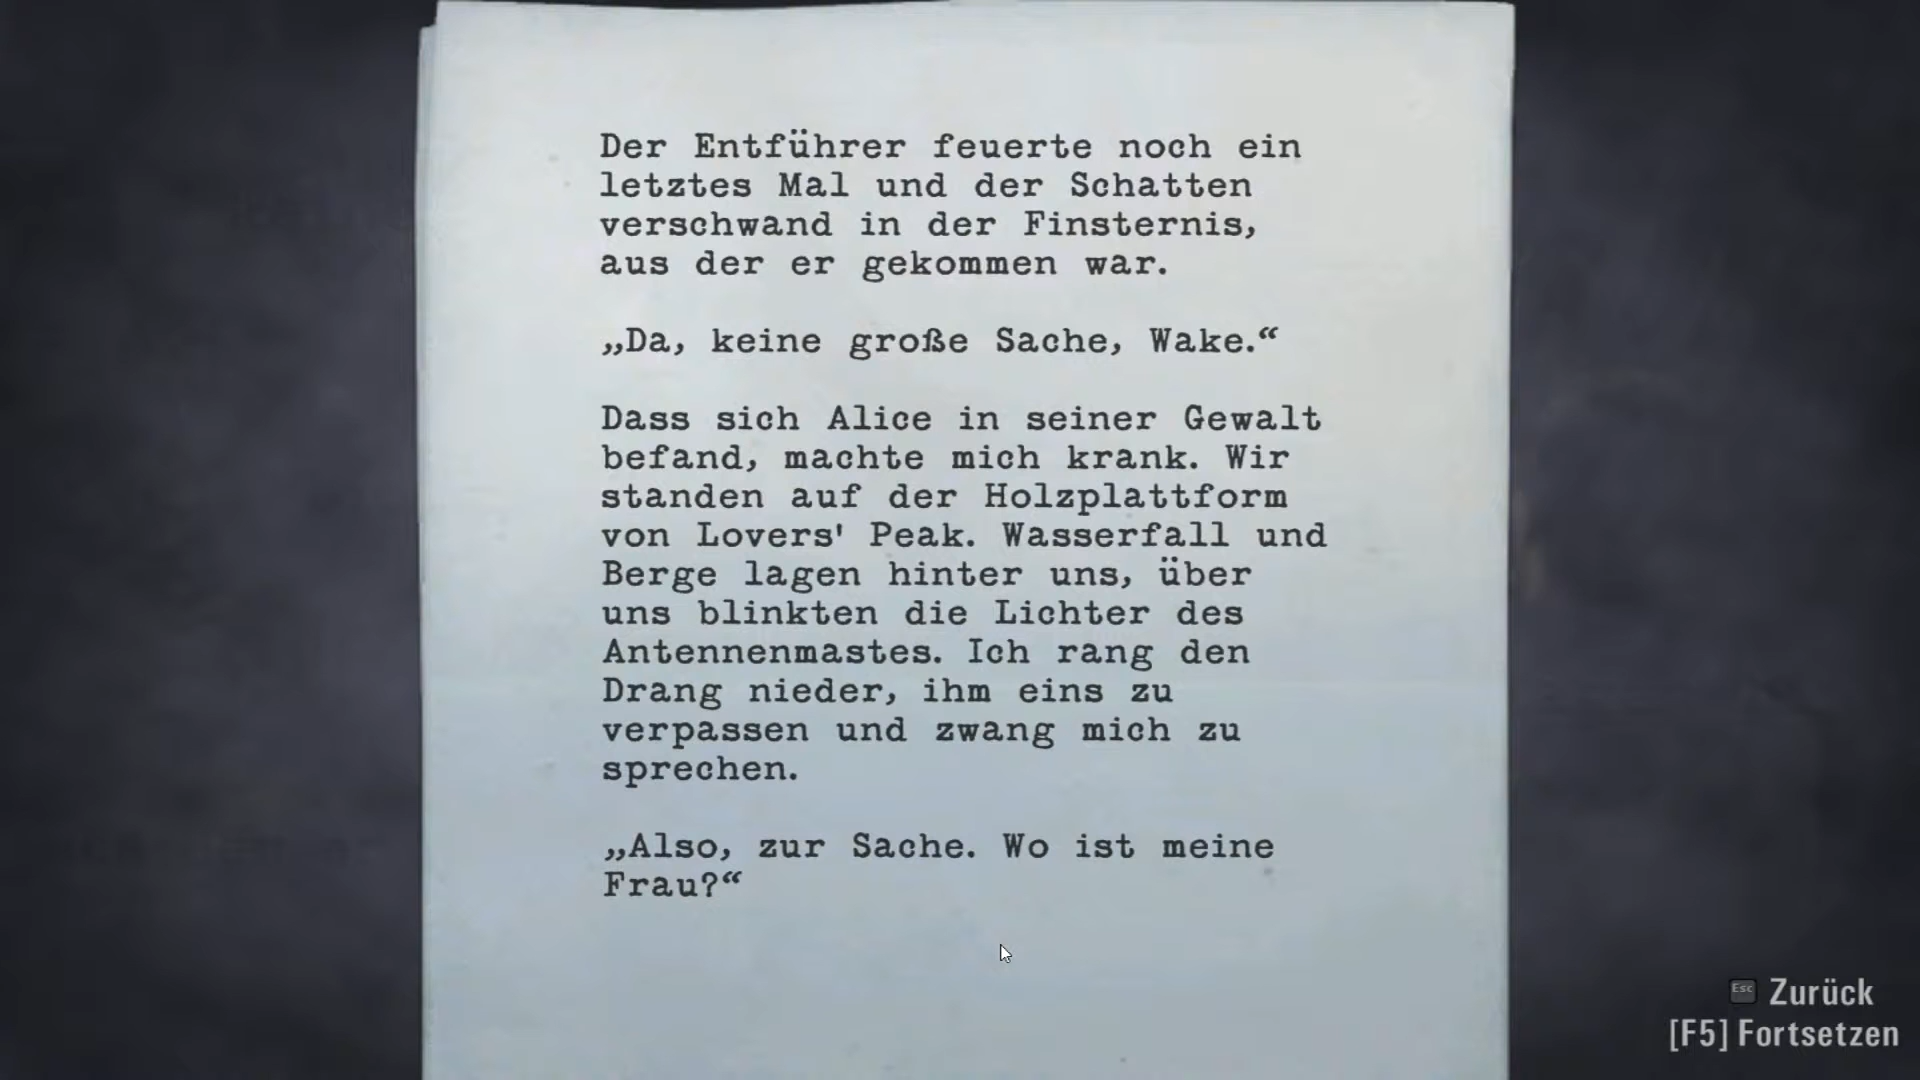 Der Entführer feuerte noch ein
letztes Mal und der Schatten
verschwand in der Finsternis,
aus der er gekommen war.
„Da, keine große Sache, Wake.“
Dass sich Alice in seiner Gewalt
befand, machte mich krank. Wir
standen auf der Holzplattform
von Lovers' Peak. Wasserfall und
Berge lagen hinter uns, über
uns blinkten die Lichter des
Antennenmastes. Ich rang den
Drang nieder, ihm eins zu
verpassen und zwang mich zu
sprechen.
„Also, zur Sache. Wo ist meine
Frau?“
Esc Zurück
[F5] Fortsetzen